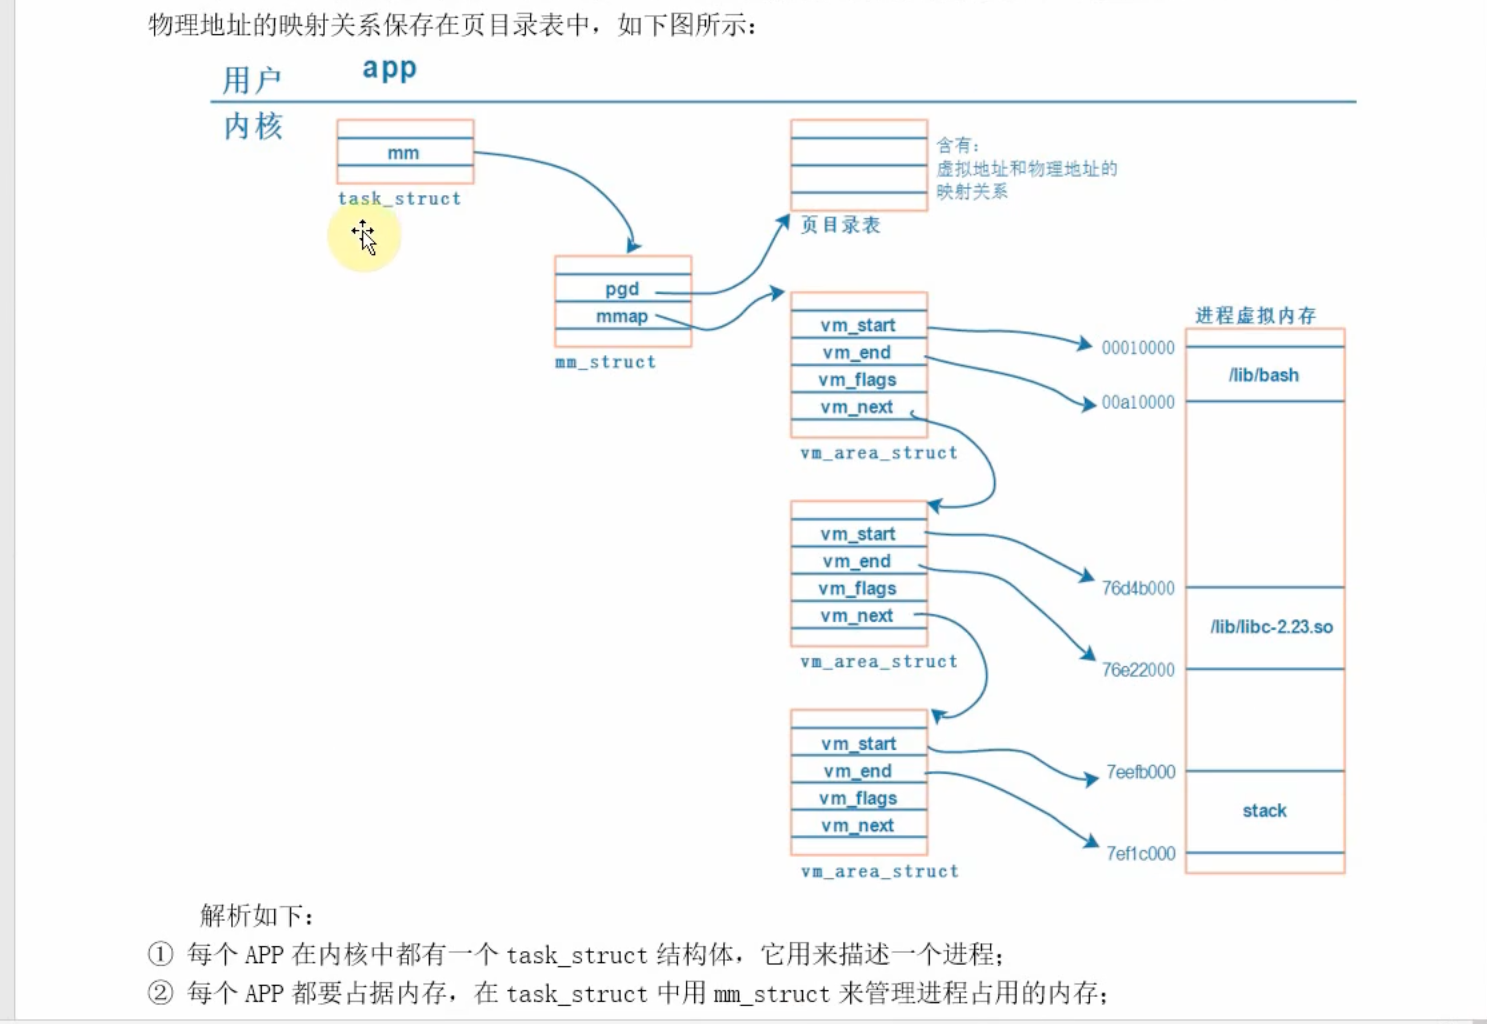 物理地址的映射关系保存在页目录表中，如下图所示：
用户
app
内核
mm
task_struct
含有：
虚拟地址和物理地址的
映射关系
页目录表
pgd
mmap
mm_struct
vm_start
vm_end
vm_flags
vm_next
vm_area_struct
vm_start
vm_end
vm_flags
vm_next
vm_area_struct
vm_start
vm_end
vm_flags
vm_next
vm_area_struct
进程虚拟内存
00010000
/lib/bash
00a10000
76d4b000
/lib/libc-2.23.so
76e22000
7eefb000
stack
7ef1c000
解析如下：
① 每个 APP 在内核中都有一个 task_struct 结构体，它用来描述一个进程；
② 每个 APP 都要占据内存，在 task_struct 中用 mm_struct 来管理进程占用的内存；